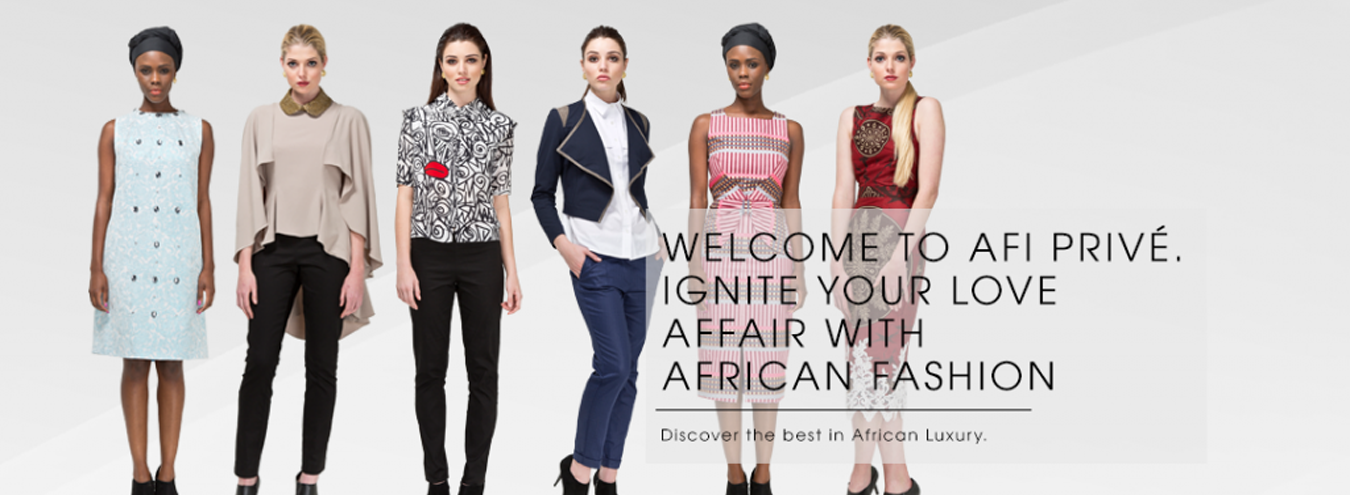 WELCOME TO AFI PRIVÉ.
IGNITE YOUR LOVE
AFFAIR WITH
AFRICAN FASHION
Discover the best in African Luxury.